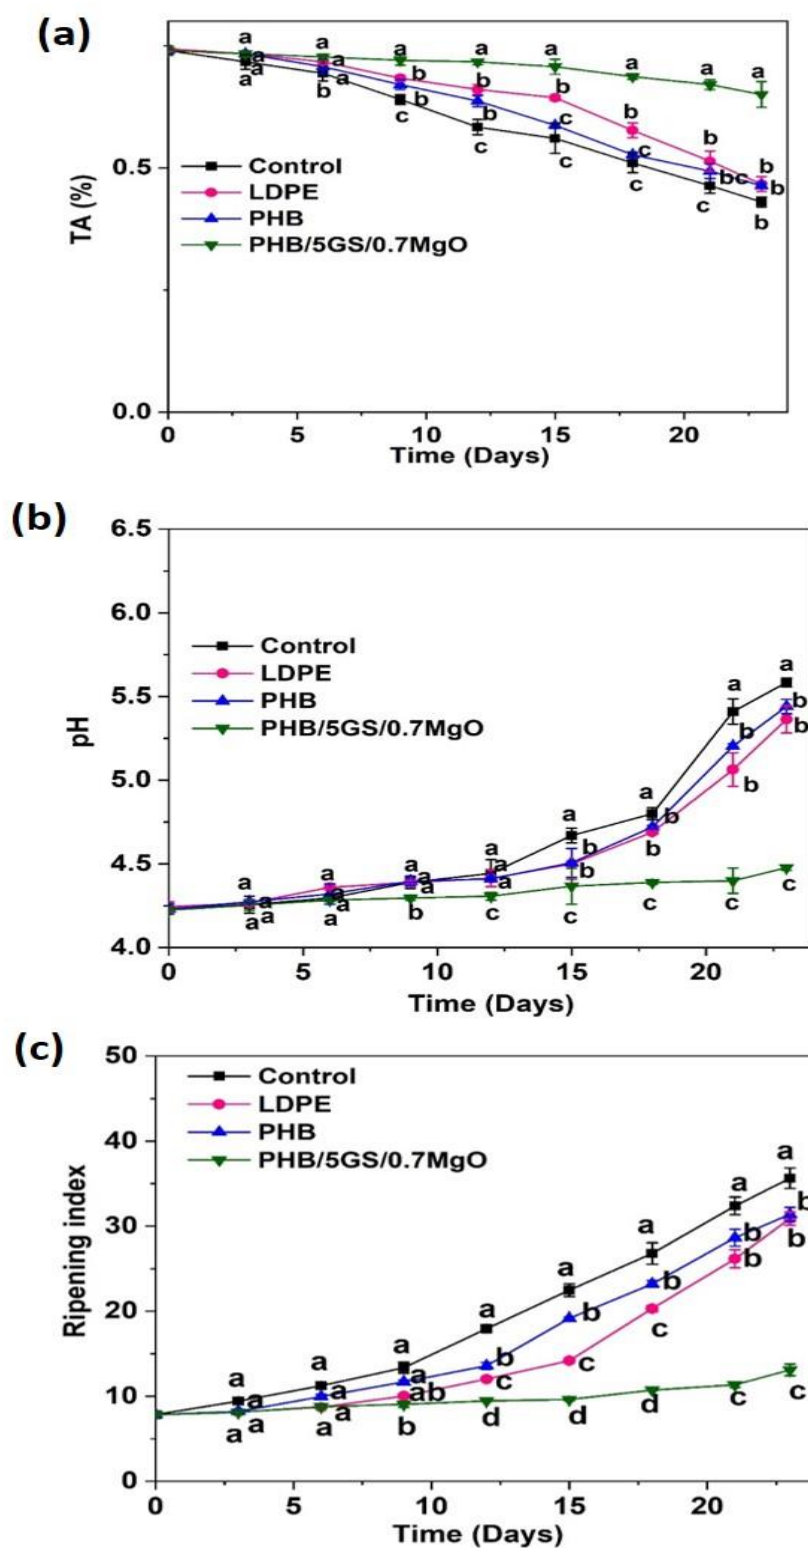 (a)
a a a a a a a a
a a b b b b b b
a a b b c c bc b
a b c c c c c b
0.5
0.0
TA (%)
Control
LDPE
PHB
PHB/5GS/0.7MgO
0 5 10 15 20
Time (Days)
(b)
6.5
6.0
5.5
5.0
4.5
4.0
pH
Control
LDPE
PHB
PHB/5GS/0.7MgO
a a a a a a a a
a a a a b b b b
a a a a b b b b
a a b c c c c c
0 5 10 15 20
Time (Days)
(c)
50
40
30
20
10
0
Ripening index
Control
LDPE
PHB
PHB/5GS/0.7MgO
a a a a a a a a
a a a b b b b b
a a ab c c c b b
a a b d d d c c
0 5 10 15 20
Time (Days)